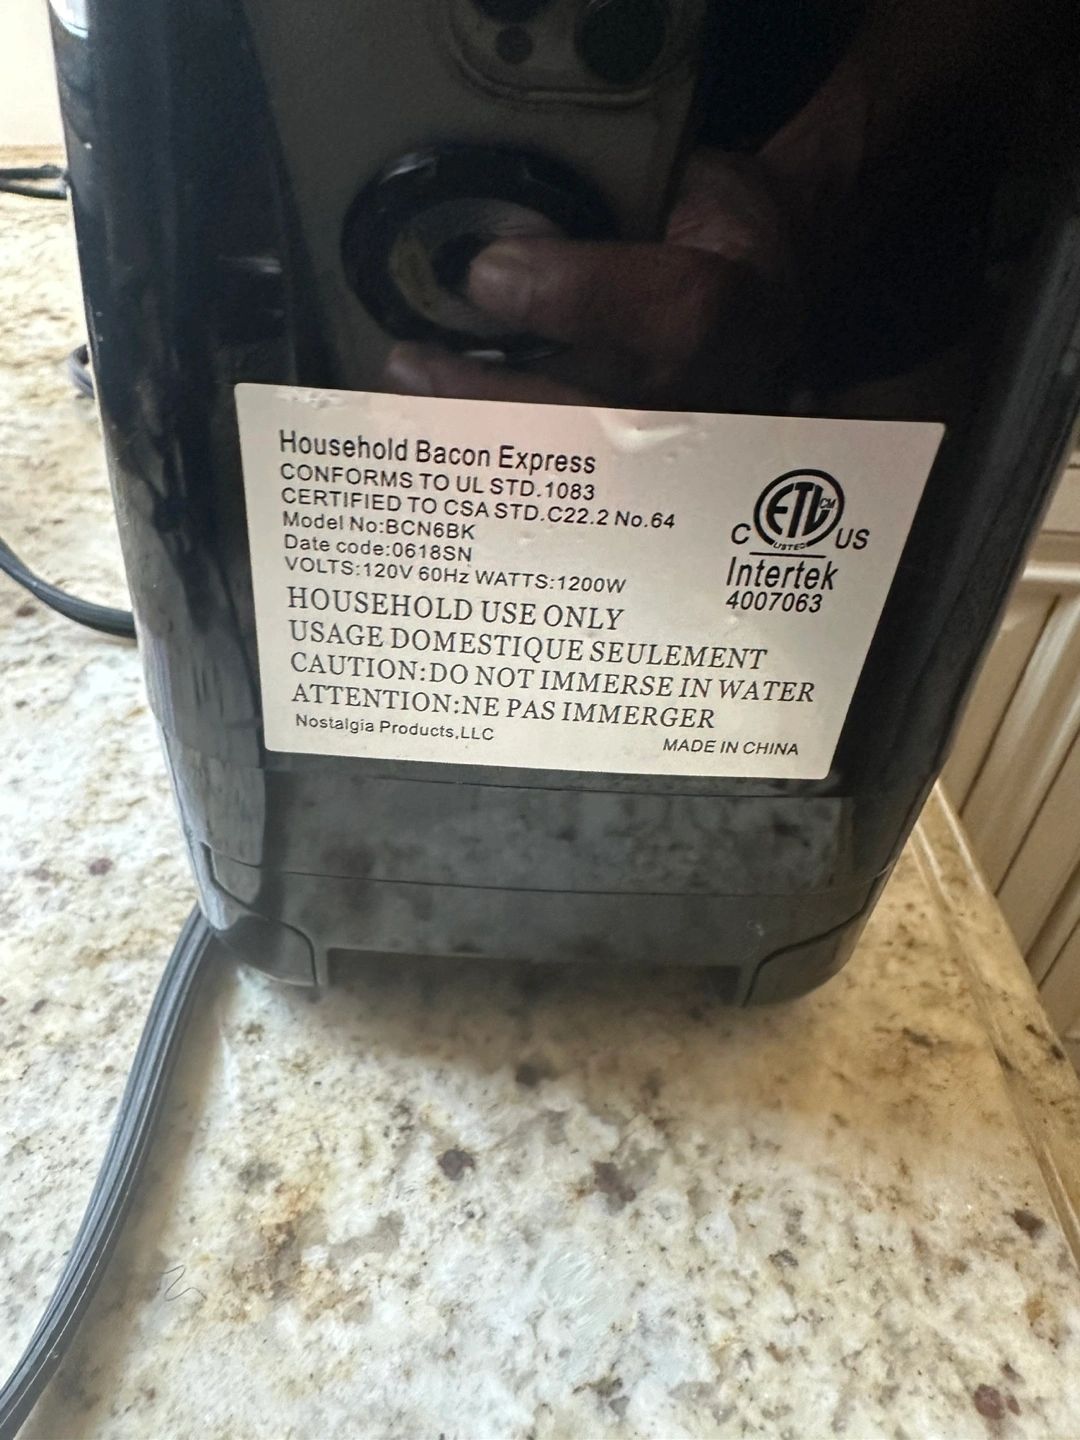 Household Bacon Express
CONFORMS TO UL STD.1083
CERTIFIED TO CSA STD.C22.2 No.64
Model No:BCN6BK
Date code:0618SN
VOLTS:120V 60Hz WATTS:1200W
HOUSEHOLD USE ONLY
USAGE DOMESTIQUE SEULEMENT
CAUTION:DO NOT IMMERSE IN WATER
ATTENTION:NE PAS IMMERGER
Nostalgia Products,LLC
MADE IN CHINA
ETL CM
C LISTED US
Intertek
4007063